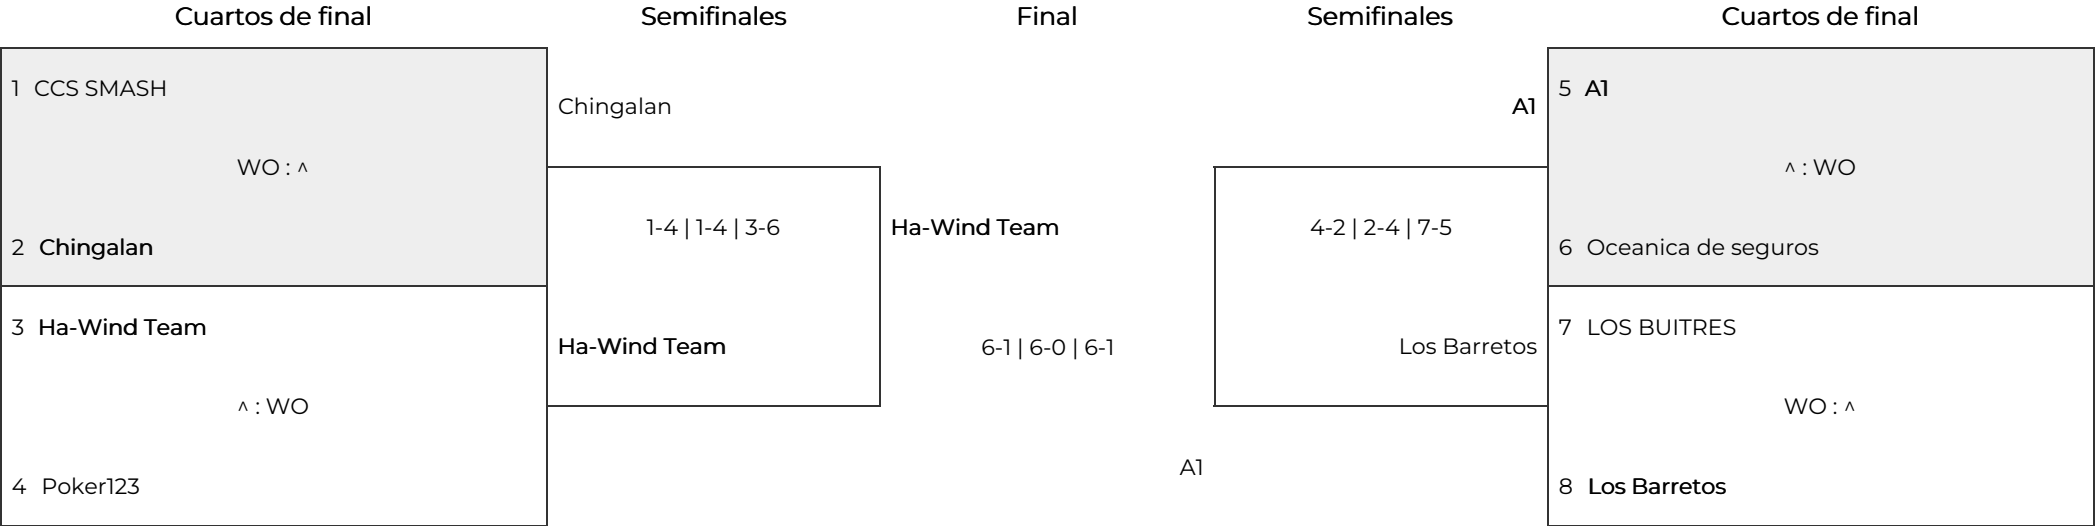 Cuartos de final
Semifinales
Final
Semifinales
Cuartos de final
1 CCS SMASH
WO : ^
2 Chingalan
3 Ha-Wind Team
^ : WO
4 Poker123
Chingalan
1-4 | 1-4 | 3-6
Ha-Wind Team
Ha-Wind Team
6-1 | 6-0 | 6-1
A1
A1
4-2 | 2-4 | 7-5
Los Barretos
5 A1
^ : WO
6 Oceanica de seguros
7 LOS BUITRES
WO : ^
8 Los Barretos